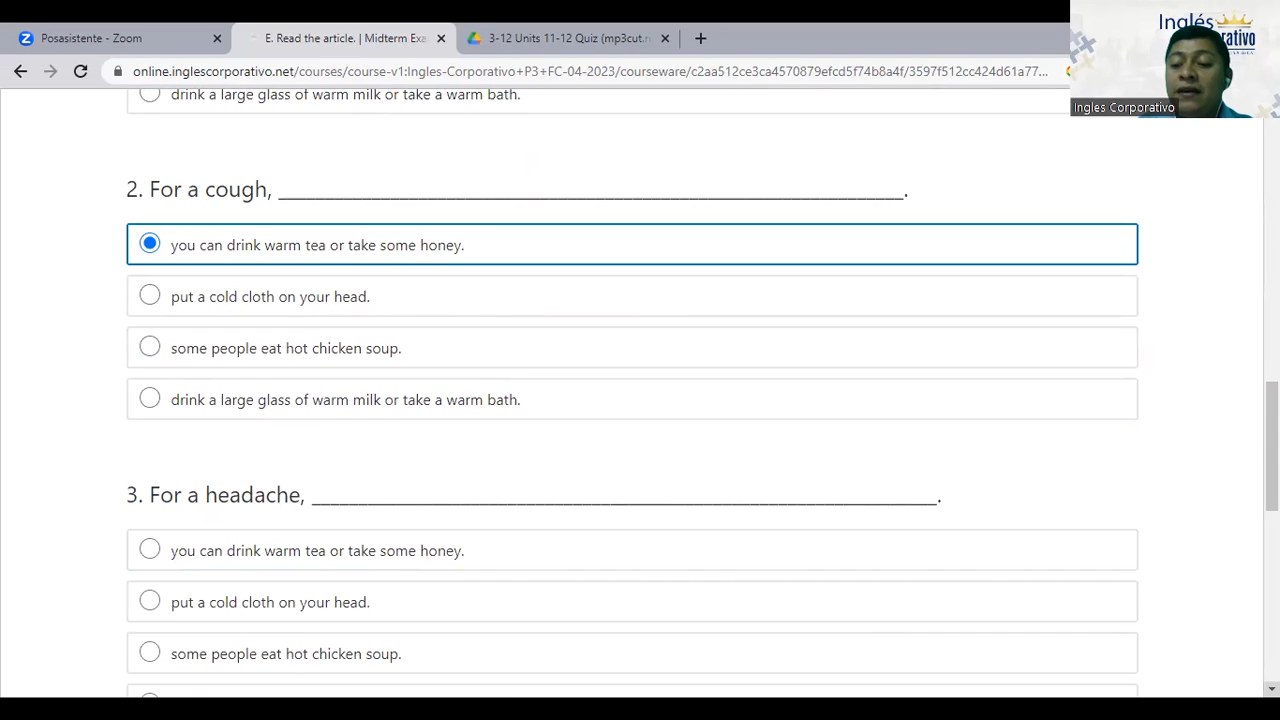 Posasistente - Zoom
E. Read the article. | Midterm Exa
3-12 Units 11-12 Quiz (mp3cut.n
online.inglescorporativo.net/courses/course-v1:Ingles-Corporativo+P3+FC-04-2023/courseware/c2aa512ce3ca4570879efcd5f74b8a4f/3597f512cc424d61a77...
Inglés
rativo
Ingles Corporativo
drink a large glass of warm milk or take a warm bath.
2. For a cough, ______________________________________________.
you can drink warm tea or take some honey.
put a cold cloth on your head.
some people eat hot chicken soup.
drink a large glass of warm milk or take a warm bath.
3. For a headache, ______________________________________________.
you can drink warm tea or take some honey.
put a cold cloth on your head.
some people eat hot chicken soup.